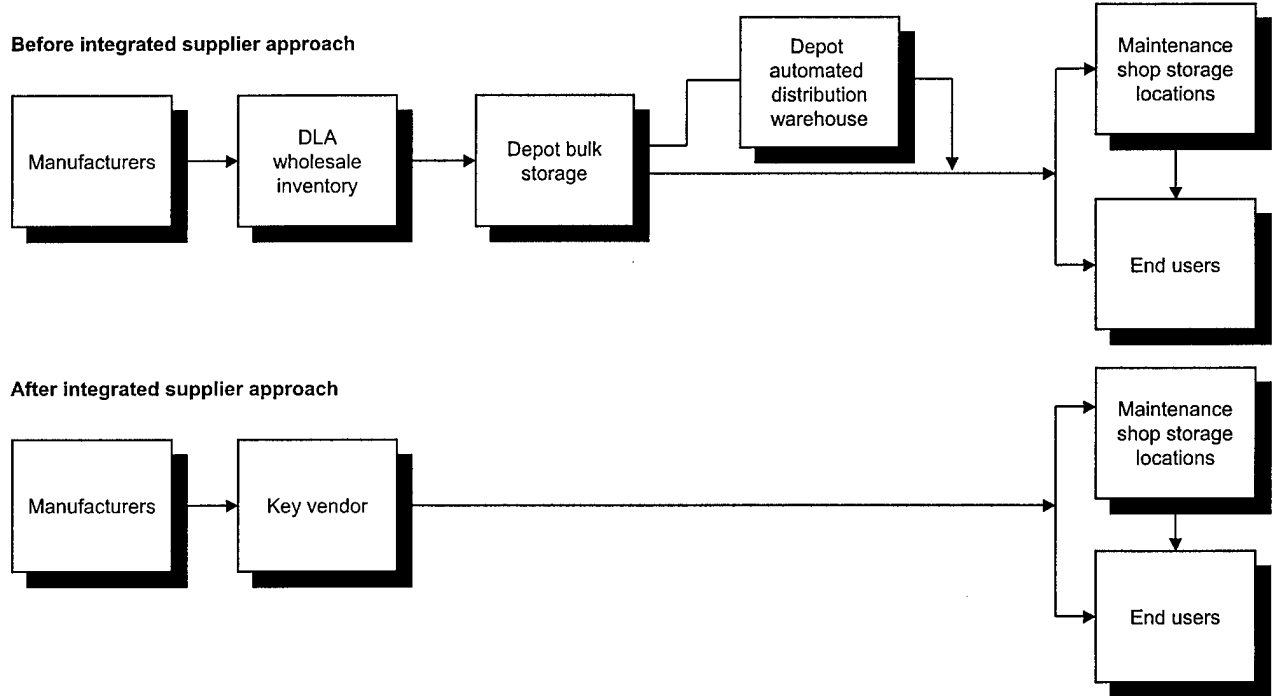 Before integrated supplier approach
Manufacturers
DLA
wholesale
inventory
Depot bulk
storage
Depot
automated
distribution
warehouse
Maintenance
shop storage
locations
End users
After integrated supplier approach
Manufacturers
Key vendor
Maintenance
shop storage
locations
End users